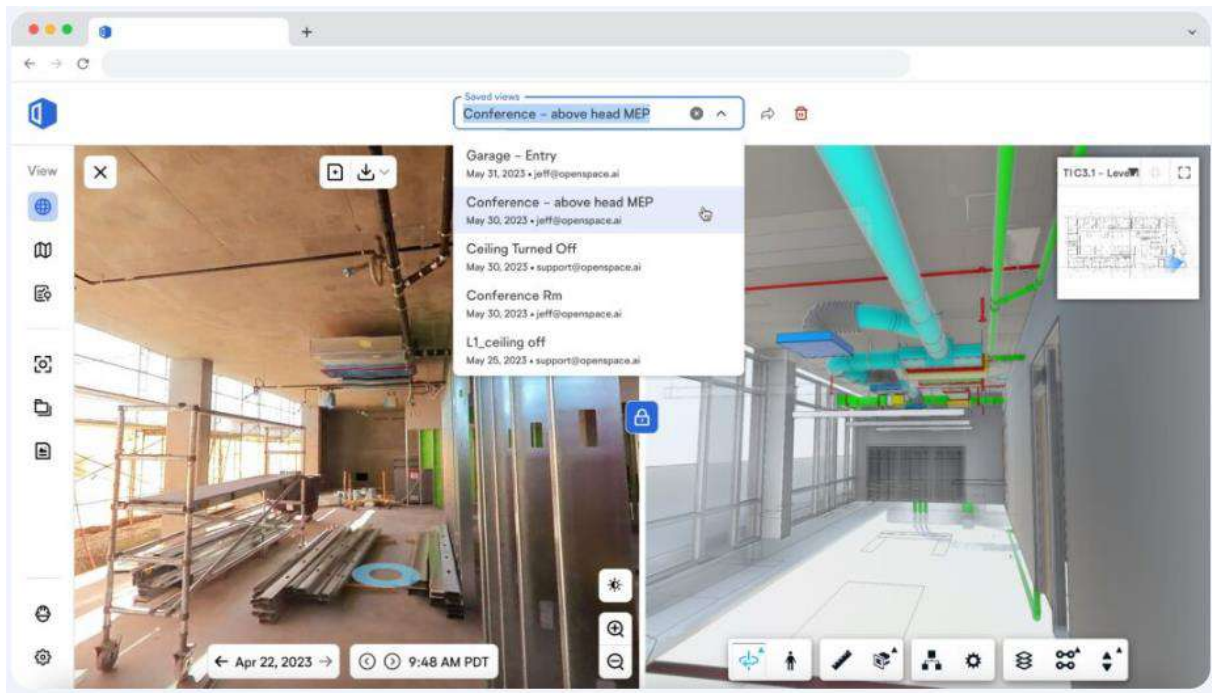 Saved views
Conference – above head MEP
Garage – Entry
May 31, 2023 • jeff@openspace.ai
Conference – above head MEP
May 30, 2023 • jeff@openspace.ai
Ceiling Turned Off
May 30, 2023 • support@openspace.ai
Conference Rm
May 30, 2023 • jeff@openspace.ai
L1_ceiling off
May 25, 2023 • support@openspace.ai
View
TIC3.1 - Level
Apr 22, 2023
9:48 AM PDT